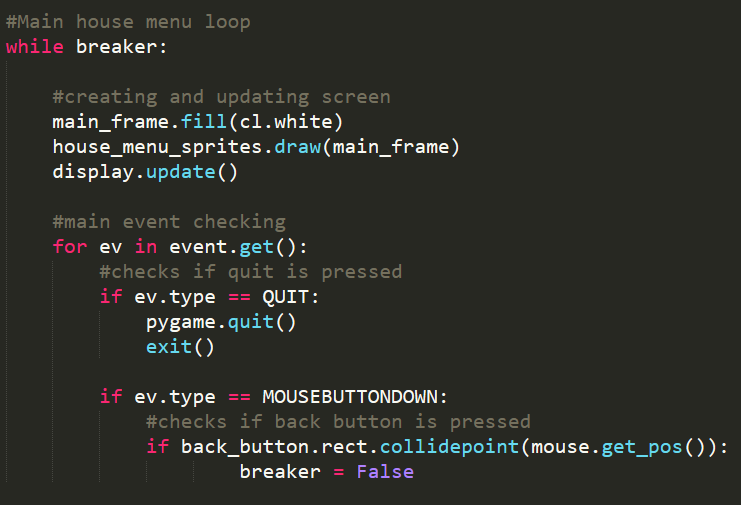 #Main house menu loop
while breaker:
#creating and updating screen
main_frame.fill(cl.white)
house_menu_sprites.draw(main_frame)
display.update()
#main event checking
for ev in event.get():
#checks if quit is pressed
if ev.type == QUIT:
pygame.quit()
exit()
if ev.type == MOUSEBUTTONDOWN:
#checks if back button is pressed
if back_button.rect.collidepoint(mouse.get_pos()):
breaker = False